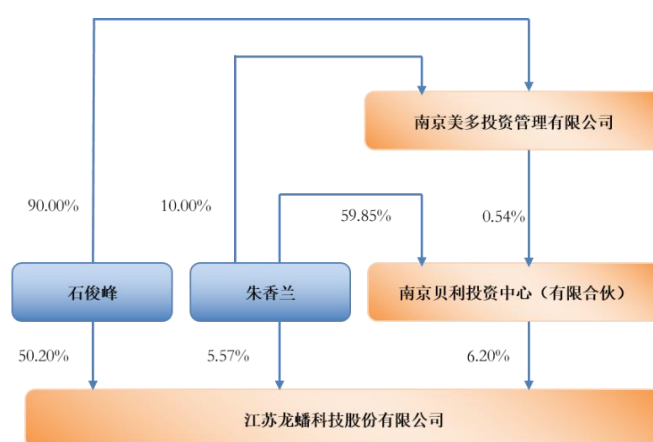 南京美多投资管理有限公司
90.00%
10.00%
59.85%
0.54%
石俊峰
朱香兰
南京贝利投资中心（有限合伙）
50.20%
5.57%
6.20%
江苏龙蟠科技股份有限公司